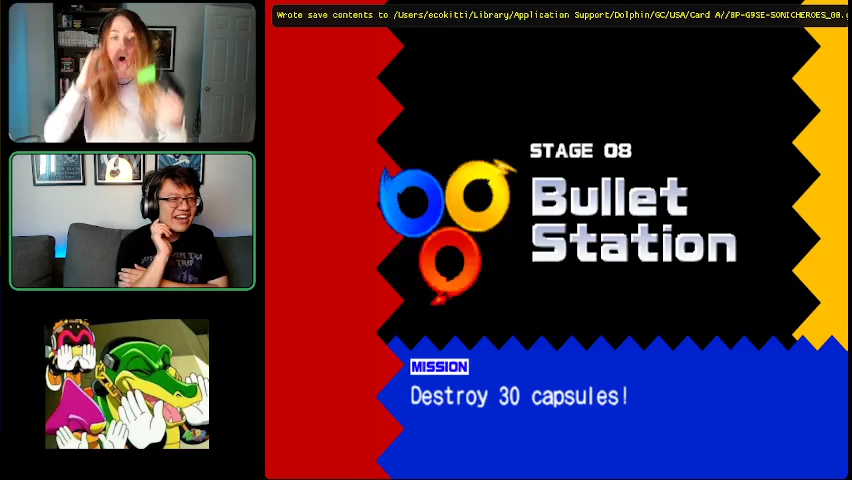 Wrote save contents to /Users/ecokitti/Library/Application Support/Dolphin/GC/USA/Card A//8P-G9SE-SONICHEROES_08.g
STAGE 08
Bullet
Station
MISSION
Destroy 30 capsules!